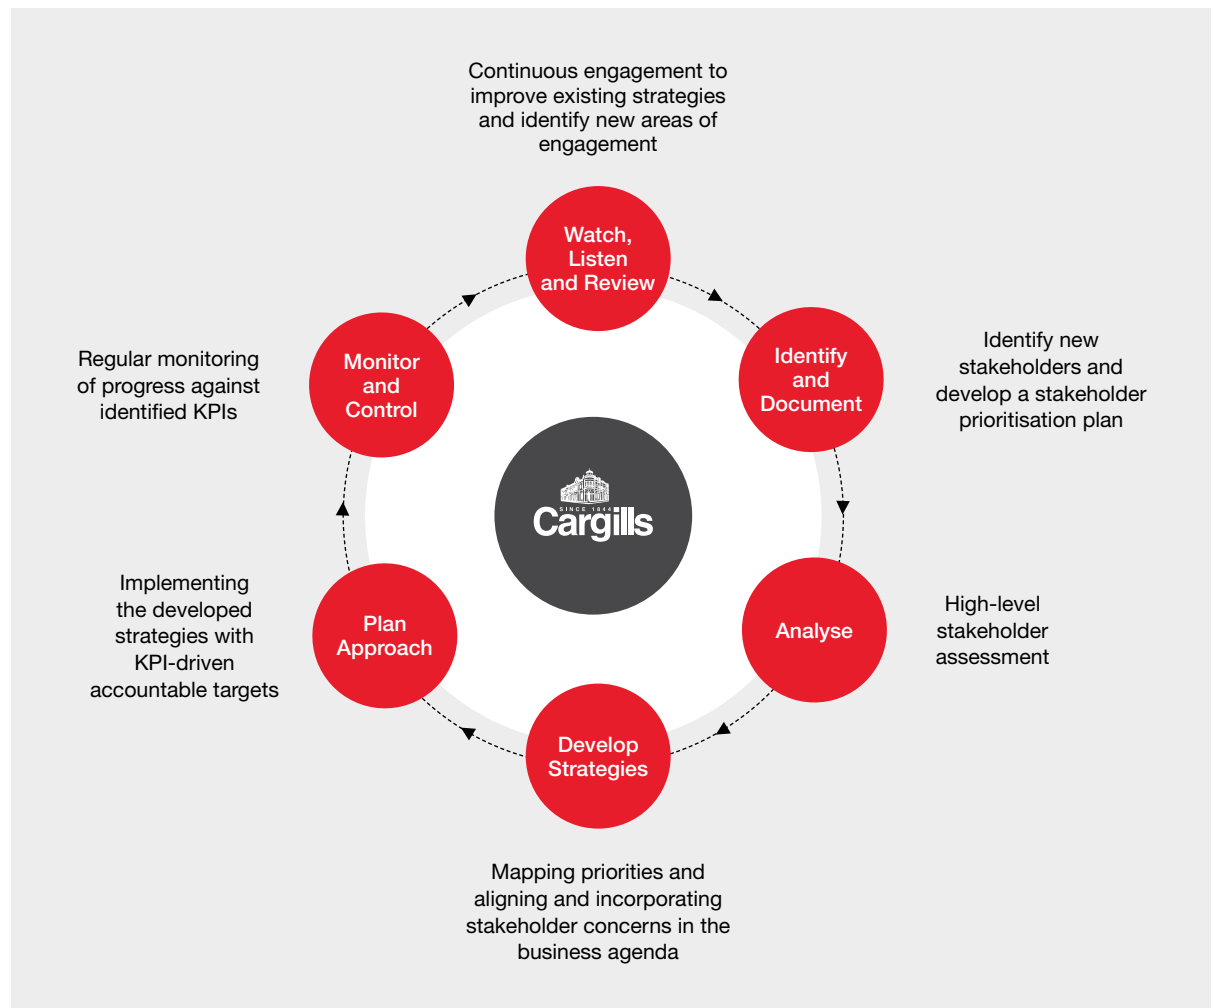 Continuous engagement to
improve existing strategies
and identify new areas of
engagement
Watch,
Listen
and Review
Identify
and
Document
Identify new
stakeholders and
develop a stakeholder
prioritisation plan
Analyse
High-level
stakeholder
assessment
Develop
Strategies
Mapping priorities and
aligning and incorporating
stakeholder concerns in the
business agenda
Plan
Approach
Implementing
the developed
strategies with
KPI-driven
accountable targets
Monitor
and
Control
Regular monitoring
of progress against
identified KPIs
SINCE 1844
Cargills